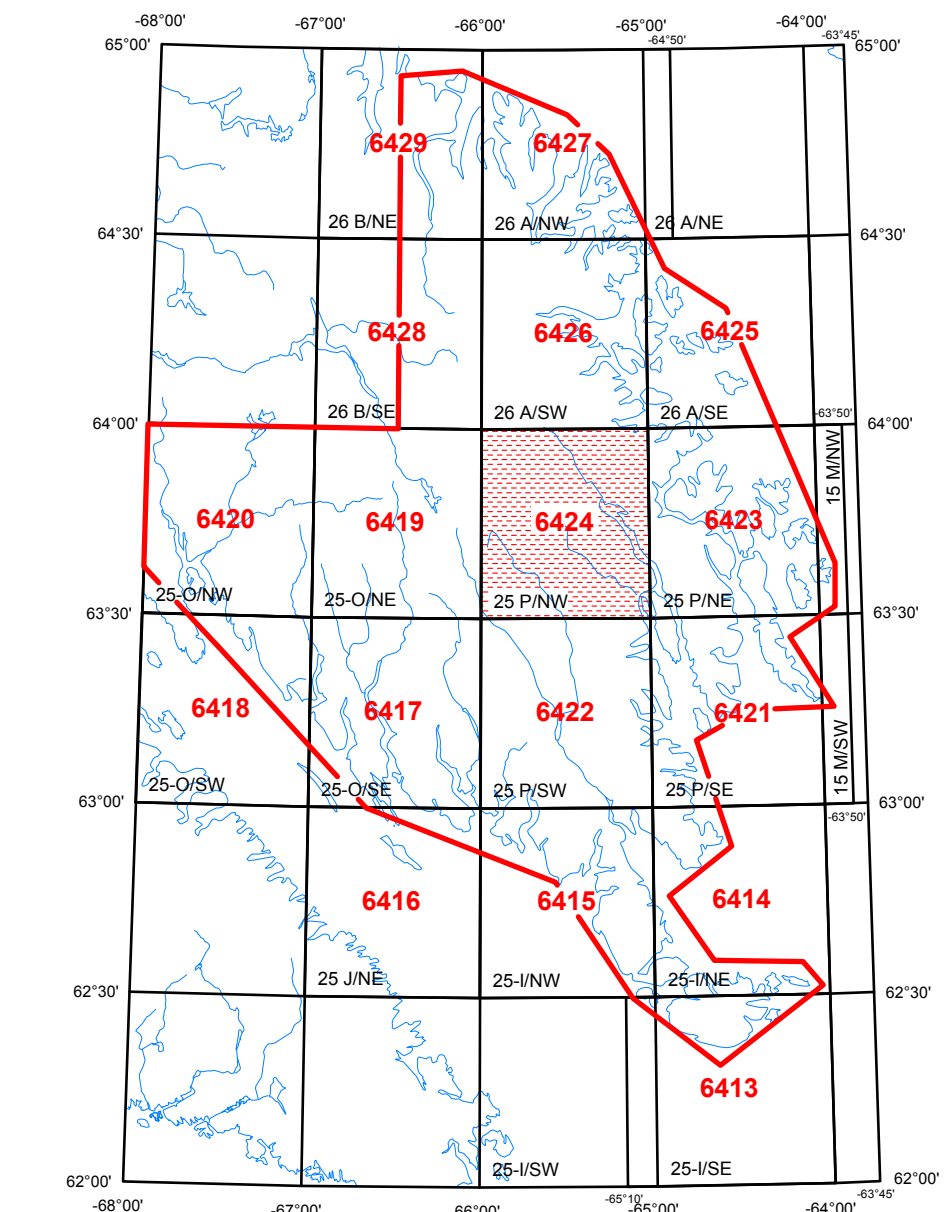 -68°00' -67°00' -66°00' -65°00' -64°00'
-64°50' -63°45'
65°00' 65°00'
6429 6427
26 B/NE 26 A/NW 26 A/NE
64°30' 64°30'
6428 6426 6425
26 B/SE 26 A/SW 26 A/SE
64°00' -63°50' 64°00'
15 M/NW
6420 6419 6424 6423
25-O/NW 25-O/NE 25 P/NW 25 P/NE
63°30' 63°30'
6418 6417 6422 6421
15 M/SW
25-O/SW 25-O/SE 25 P/SW 25 P/SE
63°00' 63°00'
-63°50'
6416 6415 6414
25 J/NE 25-I/NW 25-I/NE
62°30' 62°30'
6413
25-I/SW 25-I/SE
62°00' 62°00'
-65°10' -63°45'
-68°00' -67°00' -66°00' -65°00' -64°00'